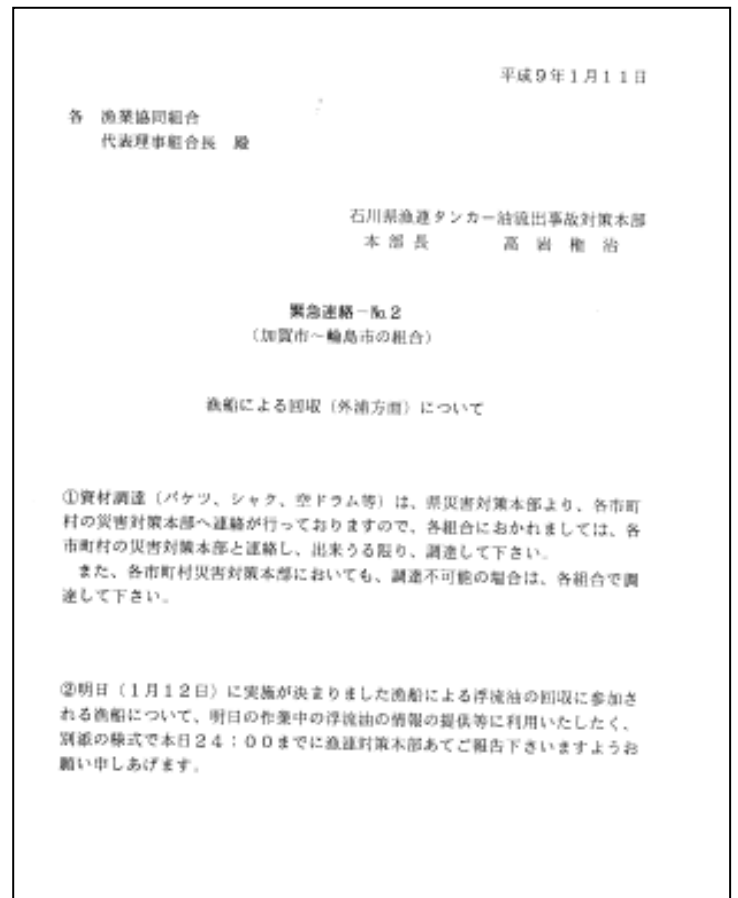 平成9年1月11日
各　漁業協同組合
代表理事組合長　殿
石川県漁連タンカー油流出事故対策本部
本部長　高岩権治
緊急連絡－№2
（加賀市～輪島市の組合）
漁船による回収（外浦方面）について
①資材調達（バケツ、シャク、空ドラム等）は、県災害対策本部より、各市町
村の災害対策本部へ連絡が行っておりますので、各組合におかれましては、各
市町村の災害対策本部と連絡し、出来うる限り、調達して下さい。
また、各市町村災害対策本部においても、調達不可能の場合は、各組合で調
達して下さい。
②明日（1月12日）に実施が決まりました漁船による浮流油の回収に参加さ
れる漁船について、明日の作業中の浮流油の情報の提供等に利用いたしたく、
別添の様式で本日24：00までに漁連対策本部あてご報告下さいますようお
願い申しあげます。